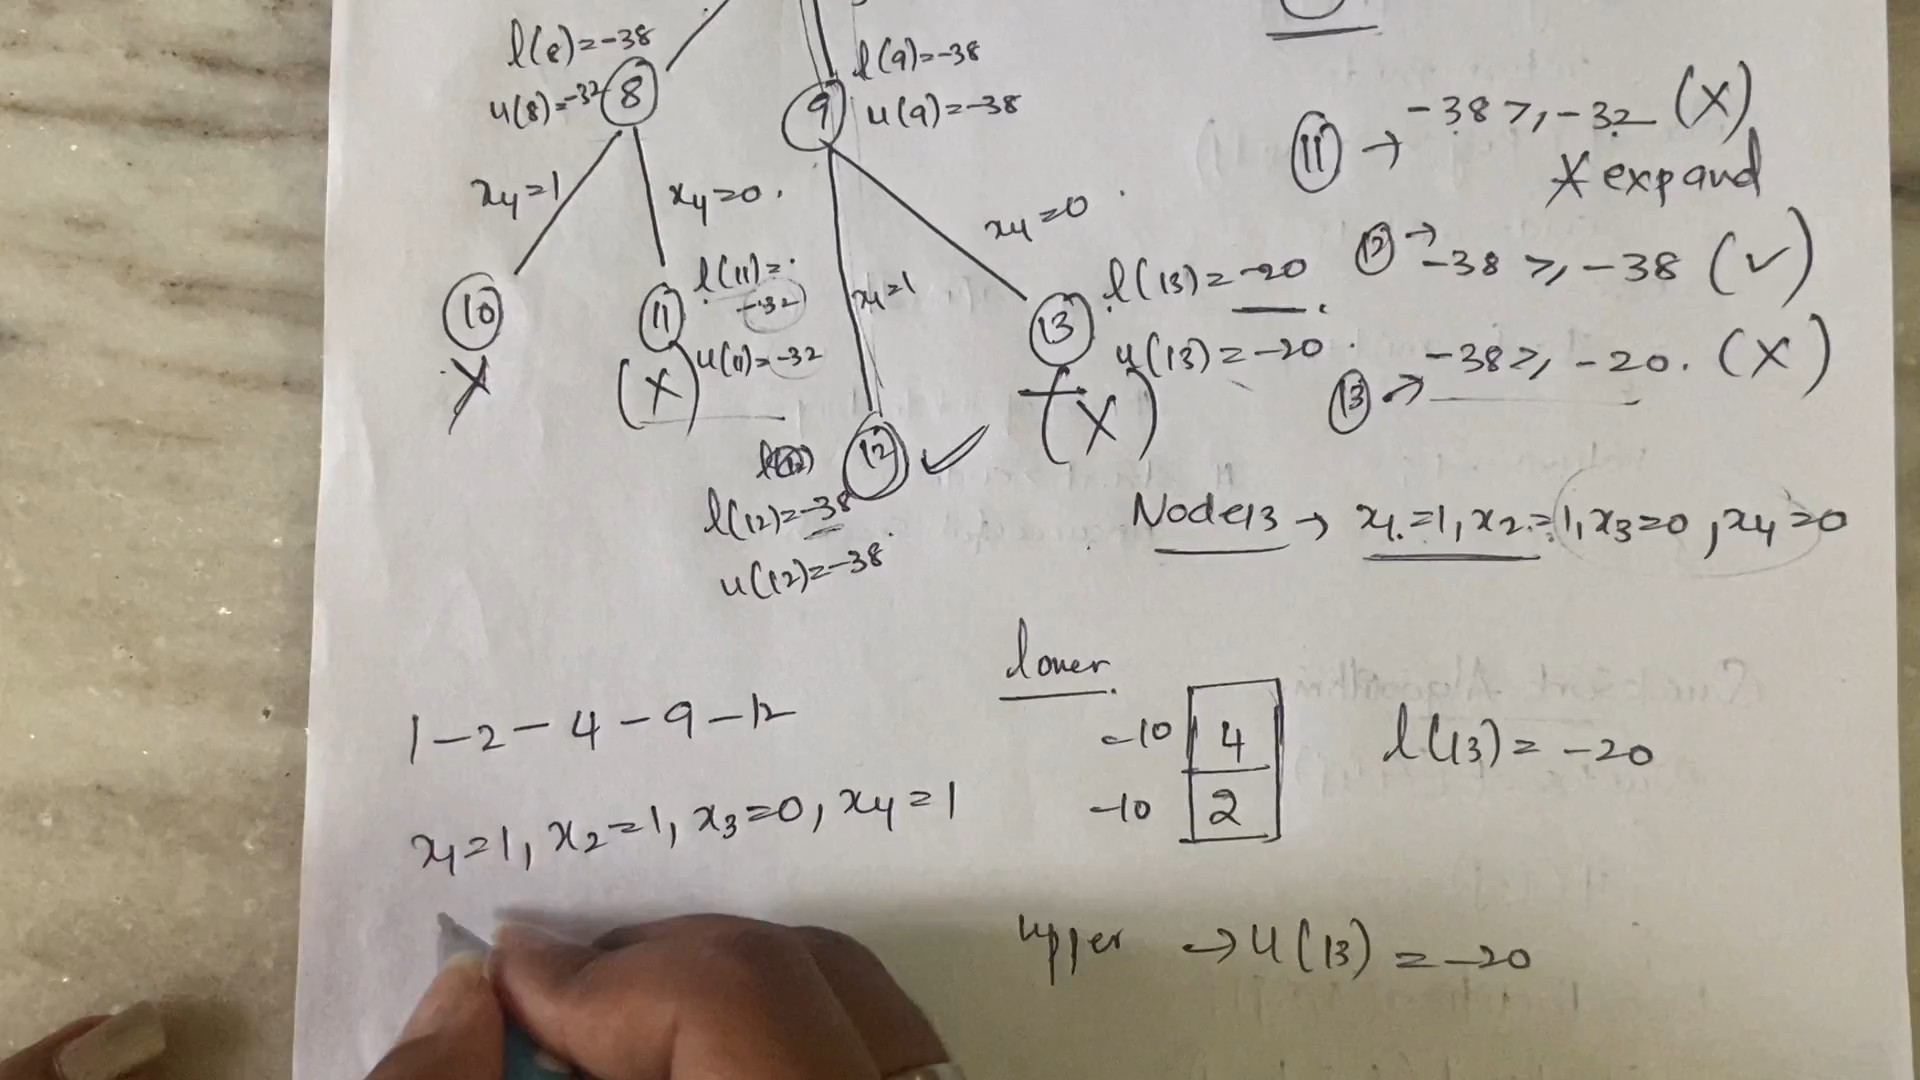 l(8)=-38
u(8)=-32 8
l(9)=-38
9 u(9)=-38
11 → -38 ≥, -32 (X)
X expand
x4=1
x4=0.
x4=0
12 → -38 ≥, -38 (✓)
10
X
11 l(11)=
-32
u(11)=-32
(X)
x4=1
13 l(13)=-20
u(13)=-20
(X)
13 → -38 ≥, -20. (X)
12 ✓
l(12)=-38
u(12)=-38
Node13 → x1=1, x2=1, x3=0, x4=0
lower
1-2-4-9-12
-10 4
-10 2
l(13)=-20
x1=1, x2=1, x3=0, x4=1
upper → u(13) = -20